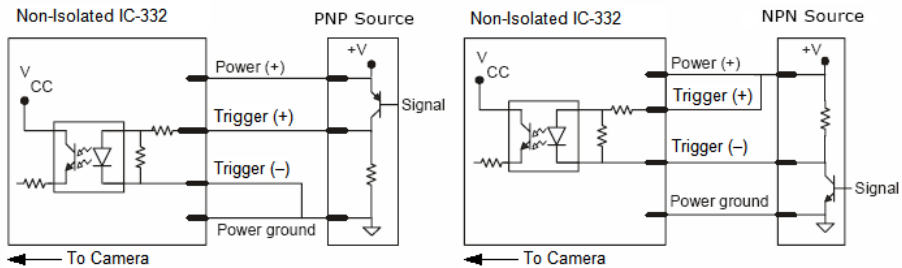 Non-Isolated IC-332
PNP Source
+V
V
CC
Power (+)
Signal
Trigger (+)
Trigger (–)
Power ground
To Camera
Non-Isolated IC-332
NPN Source
+V
V
CC
Power (+)
Trigger (+)
Trigger (–)
Signal
Power ground
To Camera